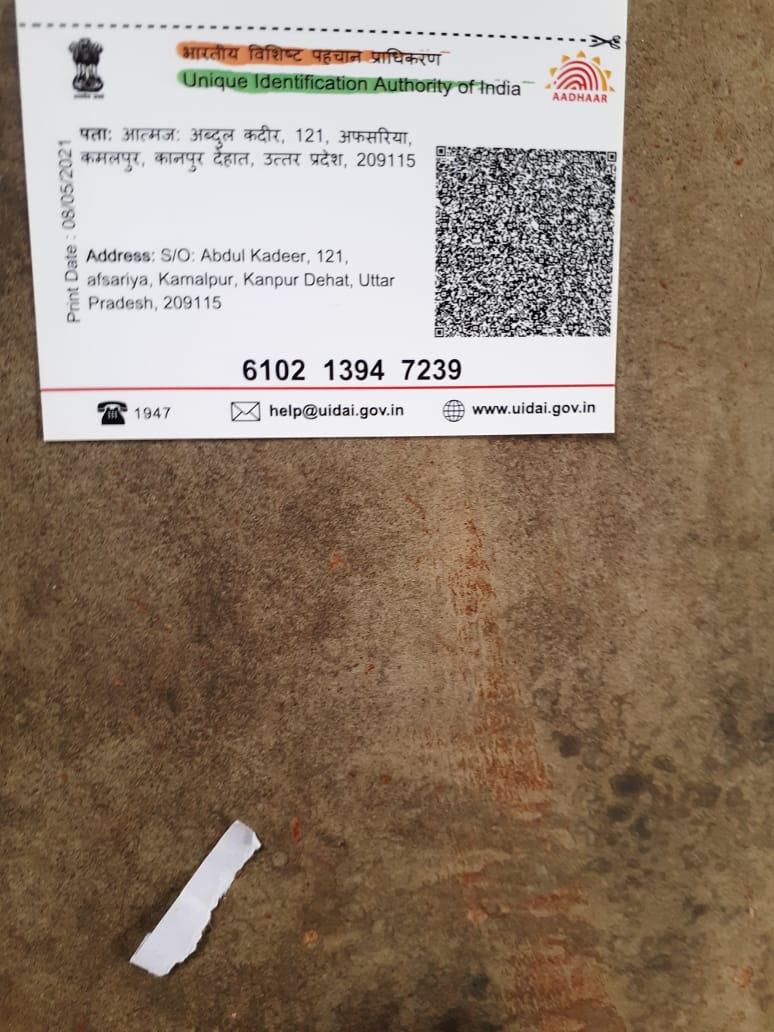 भारतीय विशिष्ट पहचान प्राधिकरण
Unique Identification Authority of India
AADHAAR
Print Date : 08/05/2021
पता: आत्मज: अब्दुल कदीर, 121, अफसरिया,
कमलपुर, कानपुर देहात, उत्तर प्रदेश, 209115
Address: S/O: Abdul Kadeer, 121,
afsariya, Kamalpur, Kanpur Dehat, Uttar
Pradesh, 209115
6102 1394 7239
1947
help@uidai.gov.in
www.uidai.gov.in